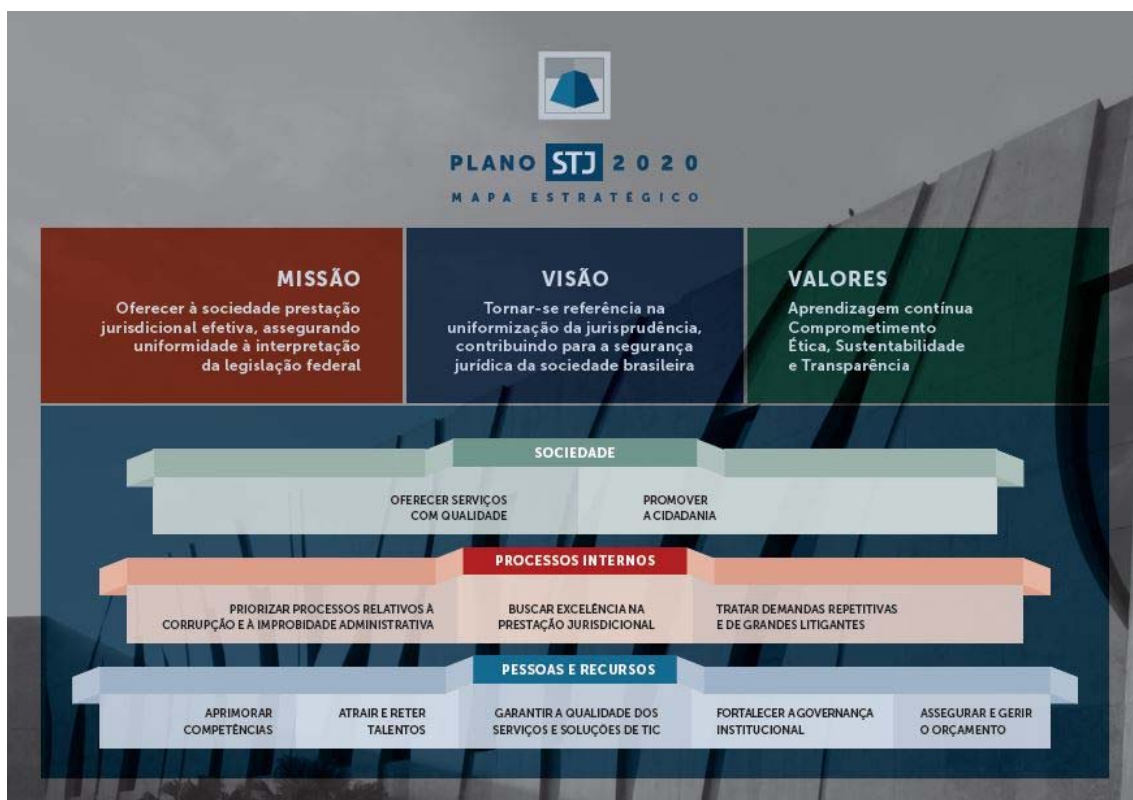 PLANO STJ 2020
MAPA ESTRATÉGICO
MISSÃO
Oferecer à sociedade prestação
jurisdicional efetiva, assegurando
uniformidade à interpretação
da legislação federal
VISÃO
Tornar-se referência na
uniformização da jurisprudência,
contribuindo para a segurança
jurídica da sociedade brasileira
VALORES
Aprendizagem contínua
Comprometimento
Ética, Sustentabilidade
e Transparência
SOCIEDADE
OFERECER SERVIÇOS
COM QUALIDADE
PROMOVER
A CIDADANIA
PROCESSOS INTERNOS
PRIORIZAR PROCESSOS RELATIVOS À
CORRUPÇÃO E À IMPROBIDADE ADMINISTRATIVA
BUSCAR EXCELÊNCIA NA
PRESTAÇÃO JURISDICIONAL
TRATAR DEMANDAS REPETITIVAS
E DE GRANDES LITIGANTES
PESSOAS E RECURSOS
APRIMORAR
COMPETÊNCIAS
ATRAIR E RETER
TALENTOS
GARANTIR A QUALIDADE DOS
SERVIÇOS E SOLUÇÕES DE TIC
FORTALECER A GOVERNANÇA
INSTITUCIONAL
ASSEGURAR E GERIR
O ORÇAMENTO